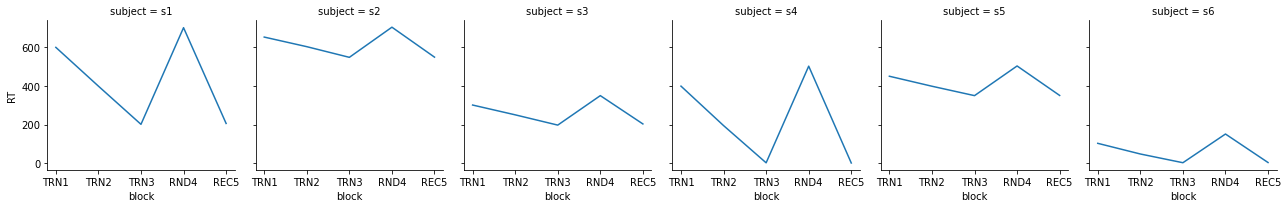 subject = s1 subject = s2 subject = s3 subject = s4 subject = s5 subject = s6
600
400
200
0
RT
TRN1 TRN2 TRN3 RND4 REC5 TRN1 TRN2 TRN3 RND4 REC5 TRN1 TRN2 TRN3 RND4 REC5 TRN1 TRN2 TRN3 RND4 REC5 TRN1 TRN2 TRN3 RND4 REC5 TRN1 TRN2 TRN3 RND4 REC5
block block block block block block